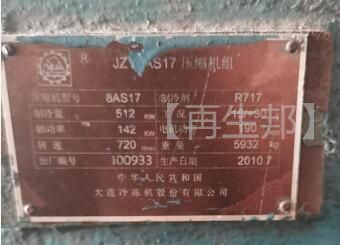 R JZY AS17 压缩机组
压缩机型号 8AS17 制冷剂 R717
制冷量 512 KW 况
轴功率 142 KW 电机功 190
转速 720 r/m 重量 5932 kg
出厂编号 100933 生产日期 2010.7
中华人民共和国
大连冷冻机股份有限公司
【再生邦】